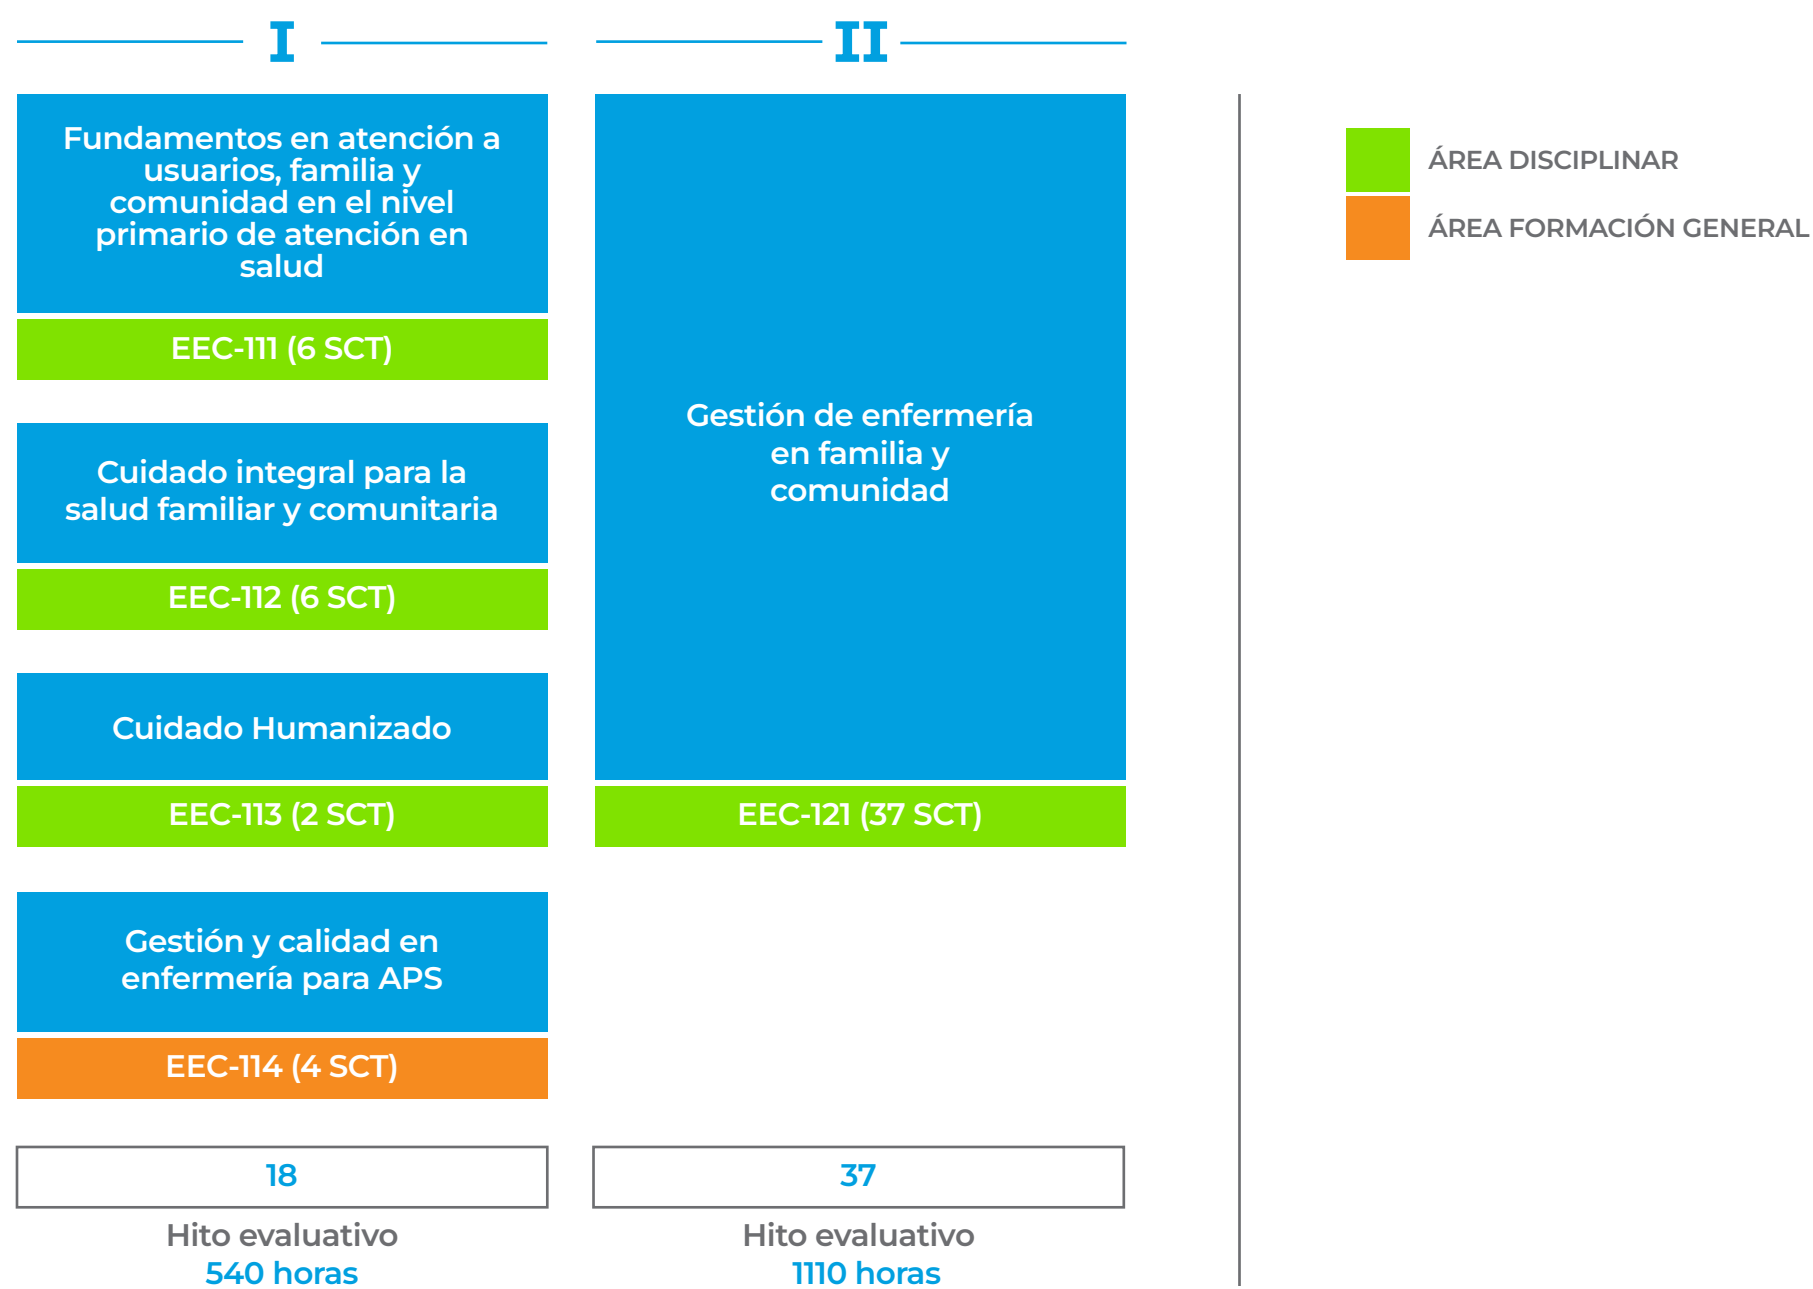 I
Fundamentos en atención a
usuarios, familia y
comunidad en el nivel
primario de atención en
salud
EEC-111 (6 SCT)
Cuidado integral para la
salud familiar y comunitaria
EEC-112 (6 SCT)
Cuidado Humanizado
EEC-113 (2 SCT)
Gestión y calidad en
enfermería para APS
EEC-114 (4 SCT)
18
Hito evaluativo
540 horas
II
Gestión de enfermería
en familia y
comunidad
EEC-121 (37 SCT)
37
Hito evaluativo
1110 horas
ÁREA DISCIPLINAR
ÁREA FORMACIÓN GENERAL